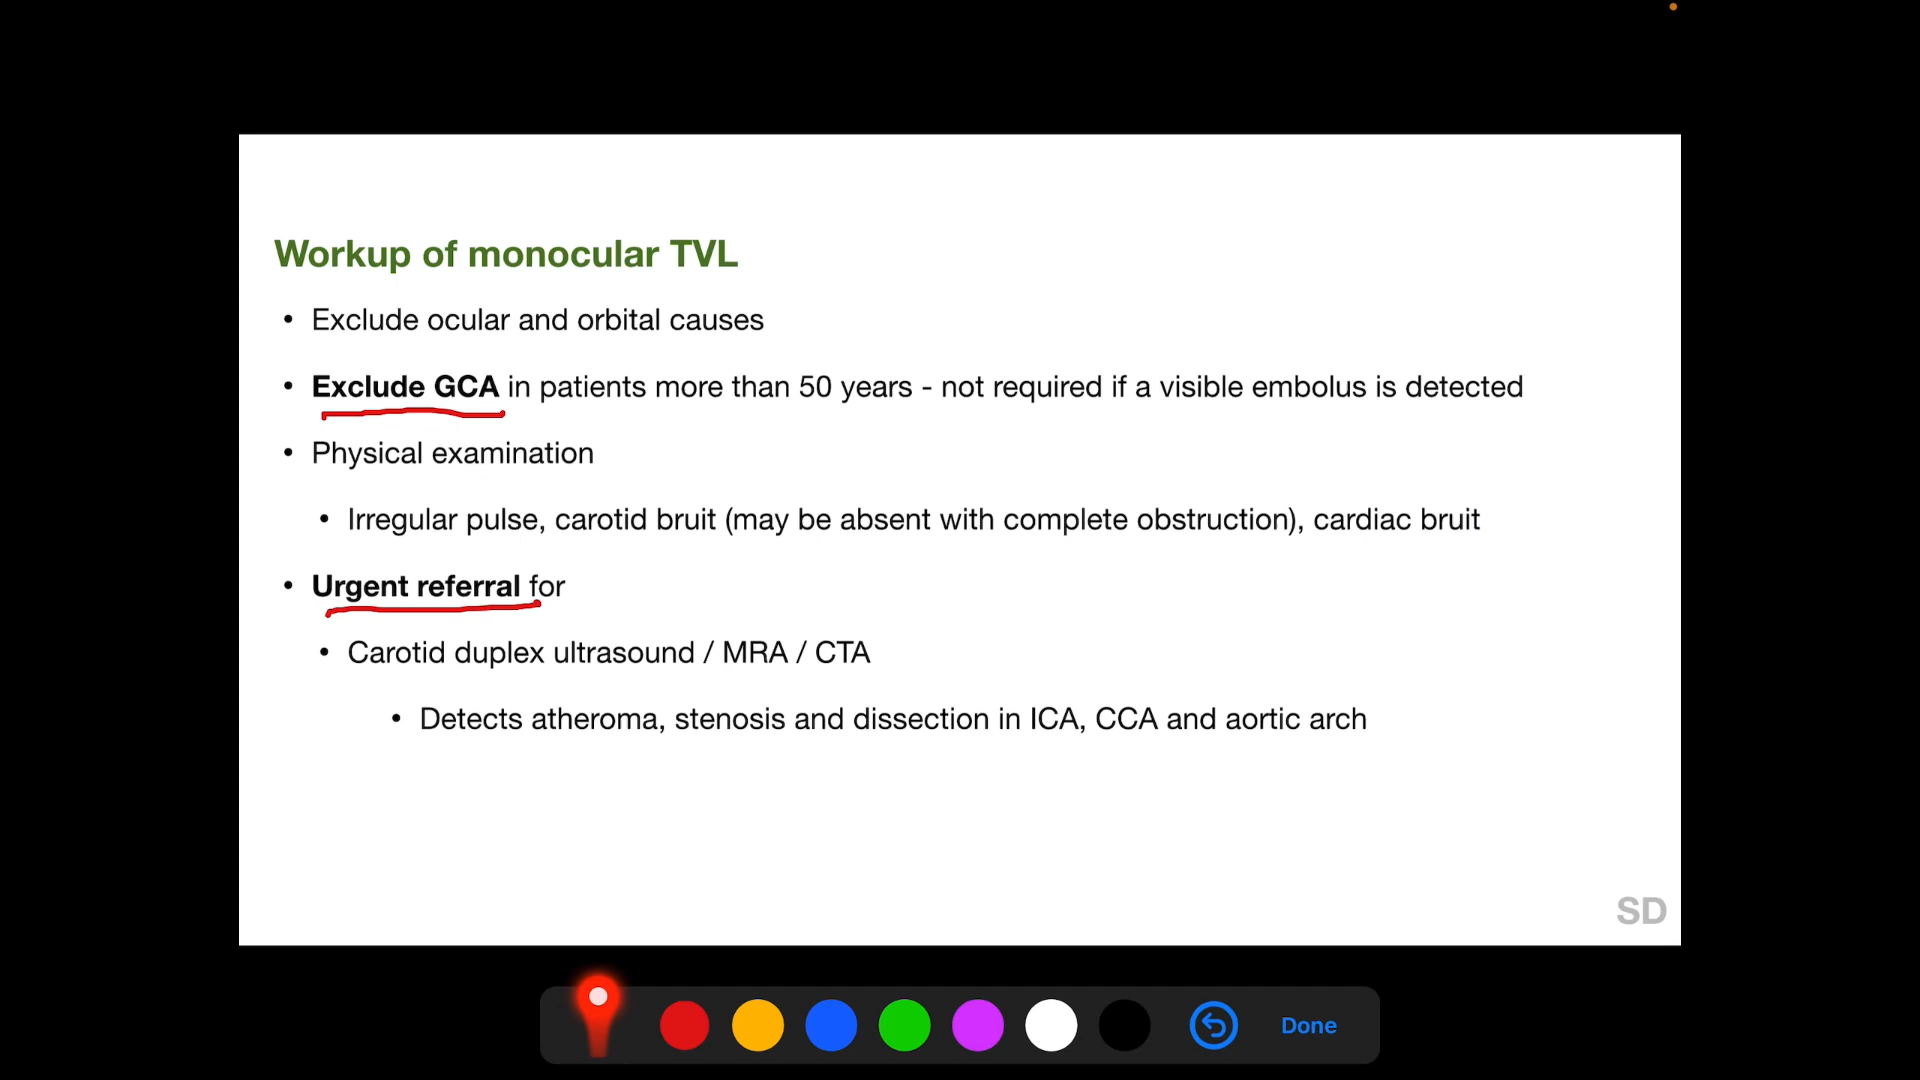 Workup of monocular TVL
• Exclude ocular and orbital causes
• Exclude GCA in patients more than 50 years - not required if a visible embolus is detected
• Physical examination
• Irregular pulse, carotid bruit (may be absent with complete obstruction), cardiac bruit
• Urgent referral for
• Carotid duplex ultrasound / MRA / CTA
• Detects atheroma, stenosis and dissection in ICA, CCA and aortic arch
SD
Done